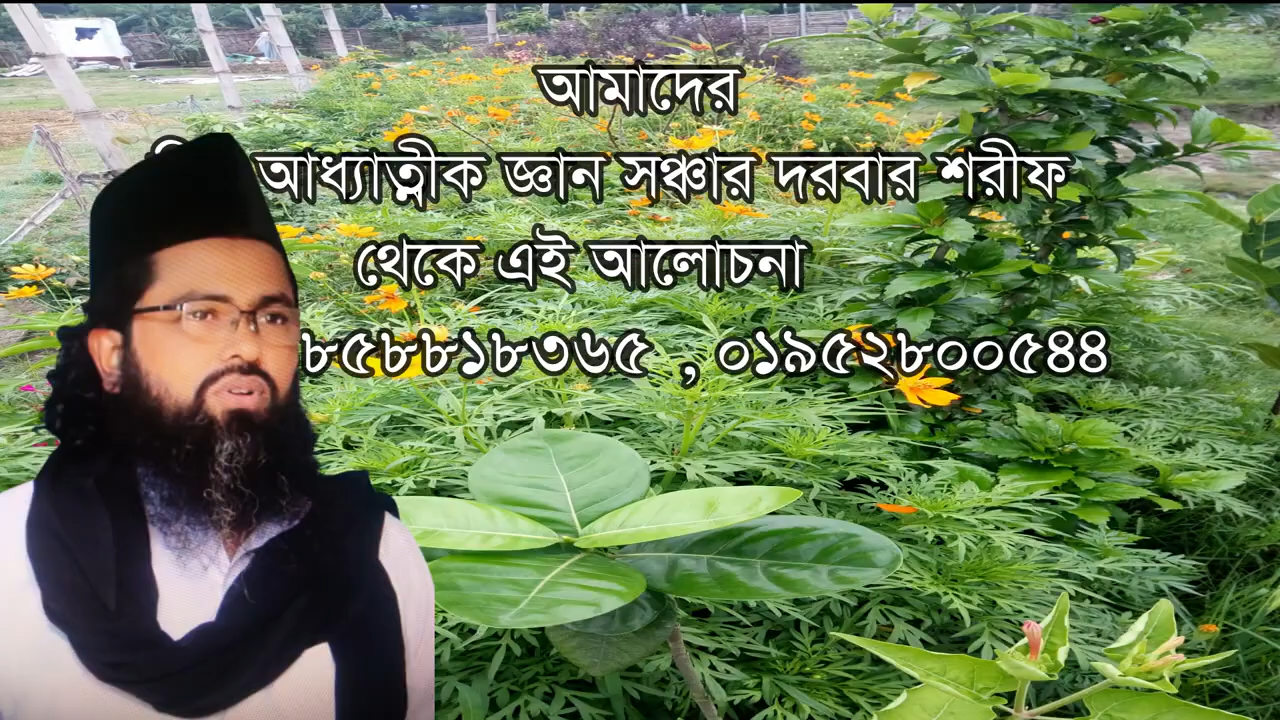 আমাদের
আধ্যাত্নীক জ্ঞান সঞ্চার দরবার শরীফ
থেকে এই আলোচনা
৮৫৮৮১৮৩৬৫ , ০১৯৫২৮০০৫৪৪